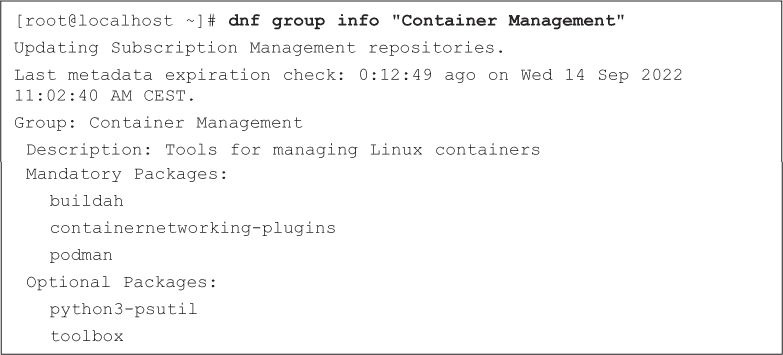 [root@localhost ~]# dnf group info "Container Management"
Updating Subscription Management repositories.
Last metadata expiration check: 0:12:49 ago on Wed 14 Sep 2022
11:02:40 AM CEST.
Group: Container Management
Description: Tools for managing Linux containers
Mandatory Packages:
buildah
containernetworking-plugins
podman
Optional Packages:
python3-psutil
toolbox